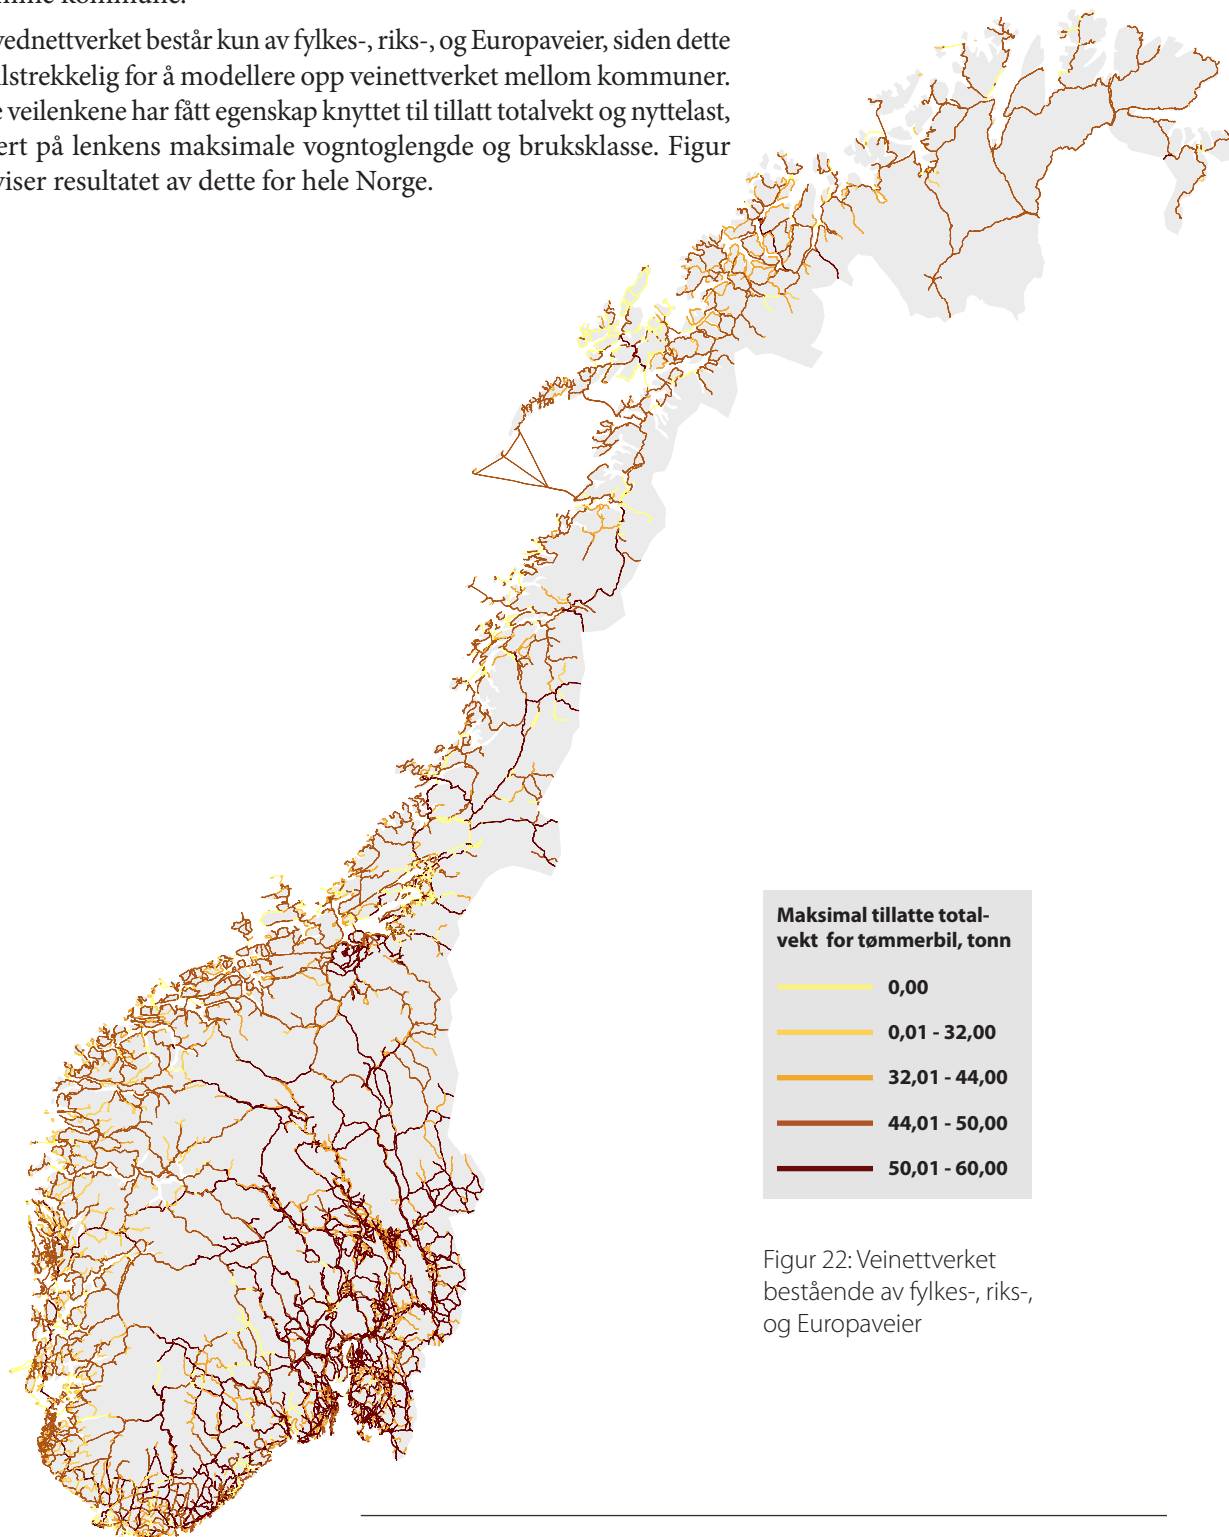 kommune.
består kun av fylkes-, riks-, og Europaveier, siden dette
for å modellere opp veinettverket mellom kommuner.
veilenkene har fått egenskap knyttet til tillatt totalvekt og nyttelast,
på lenkens maksimale vogntoglengde og bruksklasse. Figur
viser resultatet av dette for hele Norge.
Maksimal tillatte total-
vekt for tømmerbil, tonn
0,00
0,01 - 32,00
32,01 - 44,00
44,01 - 50,00
50,01 - 60,00
Figur 22: Veinettverket
bestående av fylkes-, riks-,
og Europaveier